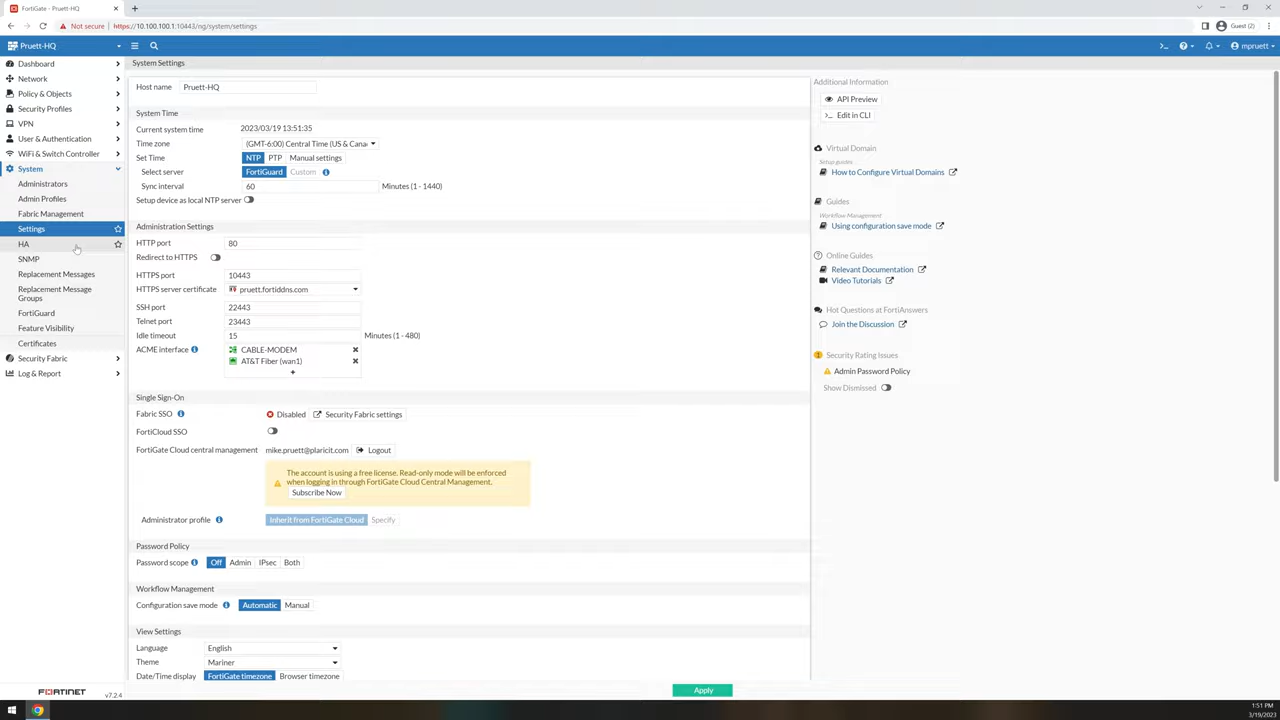 FortiGate - Pruett-HQ
Not secure
https://10.100.100.1:10443/ng/system/settings
Guest (2)
Pruett-HQ
mpruett
Dashboard
Network
Policy & Objects
Security Profiles
VPN
User & Authentication
WiFi & Switch Controller
System
Administrators
Admin Profiles
Fabric Management
Settings
HA
SNMP
Replacement Messages
Replacement Message
Groups
FortiGuard
Feature Visibility
Certificates
Security Fabric
Log & Report
FORTINET
v7.2.4
System Settings
Host name Pruett-HQ
System Time
Current system time 2023/03/19 13:51:35
Time zone (GMT-6:00) Central Time (US & Cana
Set Time NTP PTP Manual settings
Select server FortiGuard Custom
Sync interval 60 Minutes (1 - 1440)
Setup device as local NTP server
Administration Settings
HTTP port 80
Redirect to HTTPS
HTTPS port 10443
HTTPS server certificate pruett.fortiddns.com
SSH port 22443
Telnet port 23443
Idle timeout 15 Minutes (1 - 480)
ACME interface CABLE-MODEM
AT&T Fiber (wan1)
+
Single Sign-On
Fabric SSO Disabled Security Fabric settings
FortiCloud SSO
FortiGate Cloud central management mike.pruett@plaricit.com Logout
The account is using a free license. Read-only mode will be enforced
when logging in through FortiGate Cloud Central Management.
Subscribe Now
Administrator profile Inherit from FortiGate Cloud Specify
Password Policy
Password scope Off Admin IPsec Both
Workflow Management
Configuration save mode Automatic Manual
View Settings
Language English
Theme Mariner
Date/Time display FortiGate timezone Browser timezone
Apply
Additional Information
API Preview
>_ Edit in CLI
Virtual Domain
Setup guides
How to Configure Virtual Domains
Guides
Workflow Management
Using configuration save mode
Online Guides
Relevant Documentation
Video Tutorials
Hot Questions at FortiAnswers
Join the Discussion
1 Security Rating Issues
Admin Password Policy
Show Dismissed
1:51 PM
3/19/2023